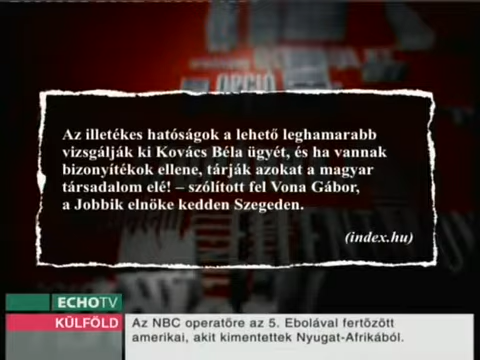 OPCIÓ
Az illetékes hatóságok a lehető leghamarabb
vizsgálják ki Kovács Béla ügyét, és ha vannak
bizonyítékok ellene, tárják azokat a magyar
társadalom elé! – szólított fel Vona Gábor,
a Jobbik elnöke kedden Szegeden.
(index.hu)
ECHOTV
KÜLFÖLD
Az NBC operatőre az 5. Ebolával fertőzött
amerikai, akit kimentettek Nyugat-Afrikából.